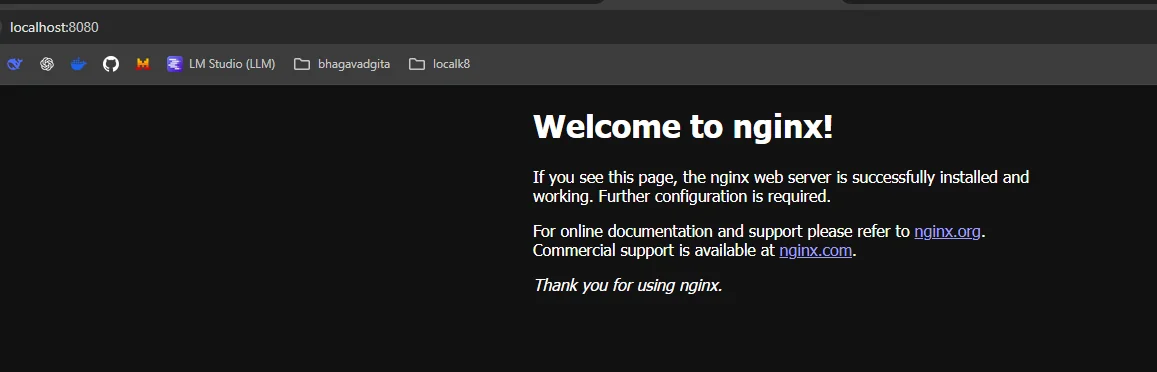 localhost:8080
LM Studio (LLM) bhagavadgita localk8
Welcome to nginx!
If you see this page, the nginx web server is successfully installed and
working. Further configuration is required.
For online documentation and support please refer to nginx.org.
Commercial support is available at nginx.com.
Thank you for using nginx.